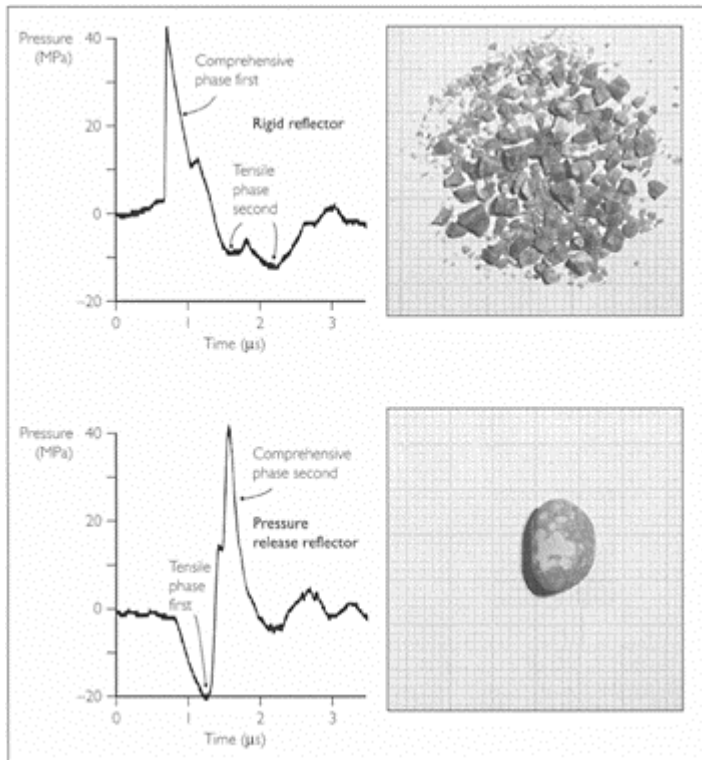 Pressure
(MPa)
40
20
0
−20
Comprehensive
phase first
Rigid reflector
Tensile
phase
second
0
1
2
3
Time (μs)
Pressure
(MPa)
40
20
0
−20
Comprehensive
phase second
Pressure
release reflector
Tensile
phase
first
0
1
2
3
Time (μs)